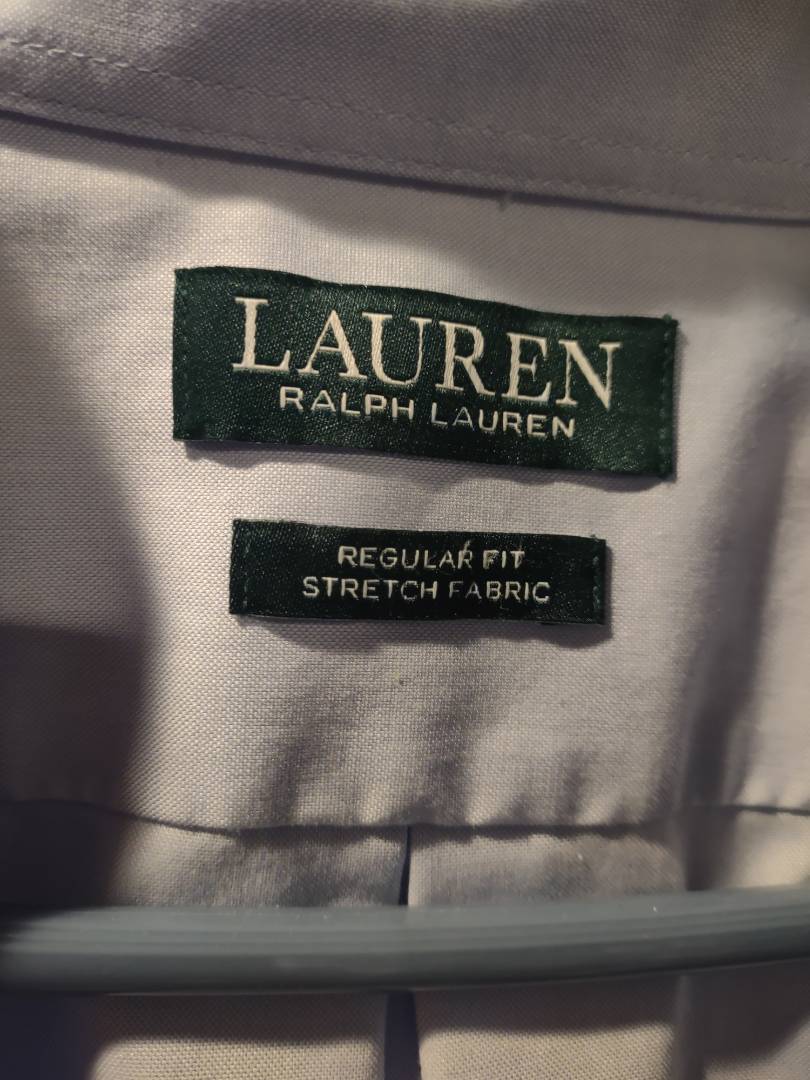 LAUREN
RALPH LAUREN
REGULAR FIT
STRETCH FABRIC